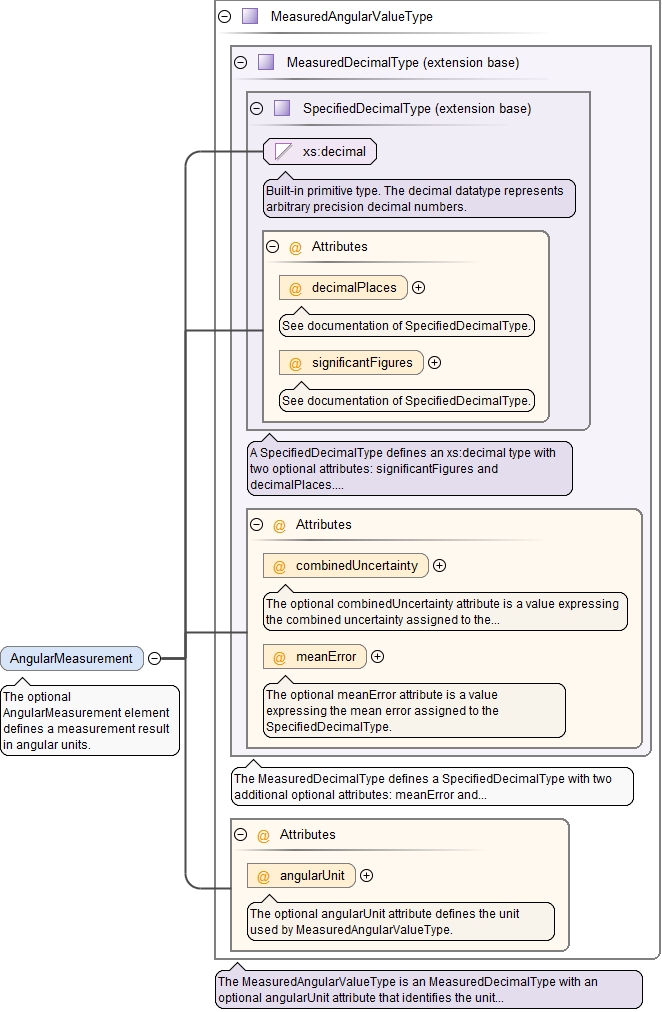 MeasuredAngularValueType
MeasuredDecimalType (extension base)
SpecifiedDecimalType (extension base)
xs:decimal
Built-in primitive type. The decimal datatype represents
arbitrary precision decimal numbers.
@ Attributes
@ decimalPlaces
See documentation of SpecifiedDecimalType.
@ significantFigures
See documentation of SpecifiedDecimalType.
A SpecifiedDecimalType defines an xs:decimal type with
two optional attributes: significantFigures and
decimalPlaces....
@ Attributes
@ combinedUncertainty
The optional combinedUncertainty attribute is a value expressing
the combined uncertainty assigned to the...
@ meanError
The optional meanError attribute is a value
expressing the mean error assigned to the
SpecifiedDecimalType.
AngularMeasurement
The optional
AngularMeasurement element
defines a measurement result
in angular units.
The MeasuredDecimalType defines a SpecifiedDecimalType with two
additional optional attributes: meanError and...
@ Attributes
@ angularUnit
The optional angularUnit attribute defines the unit
used by MeasuredAngularValueType.
The MeasuredAngularValueType is an MeasuredDecimalType with an
optional angularUnit attribute that identifies the unit...